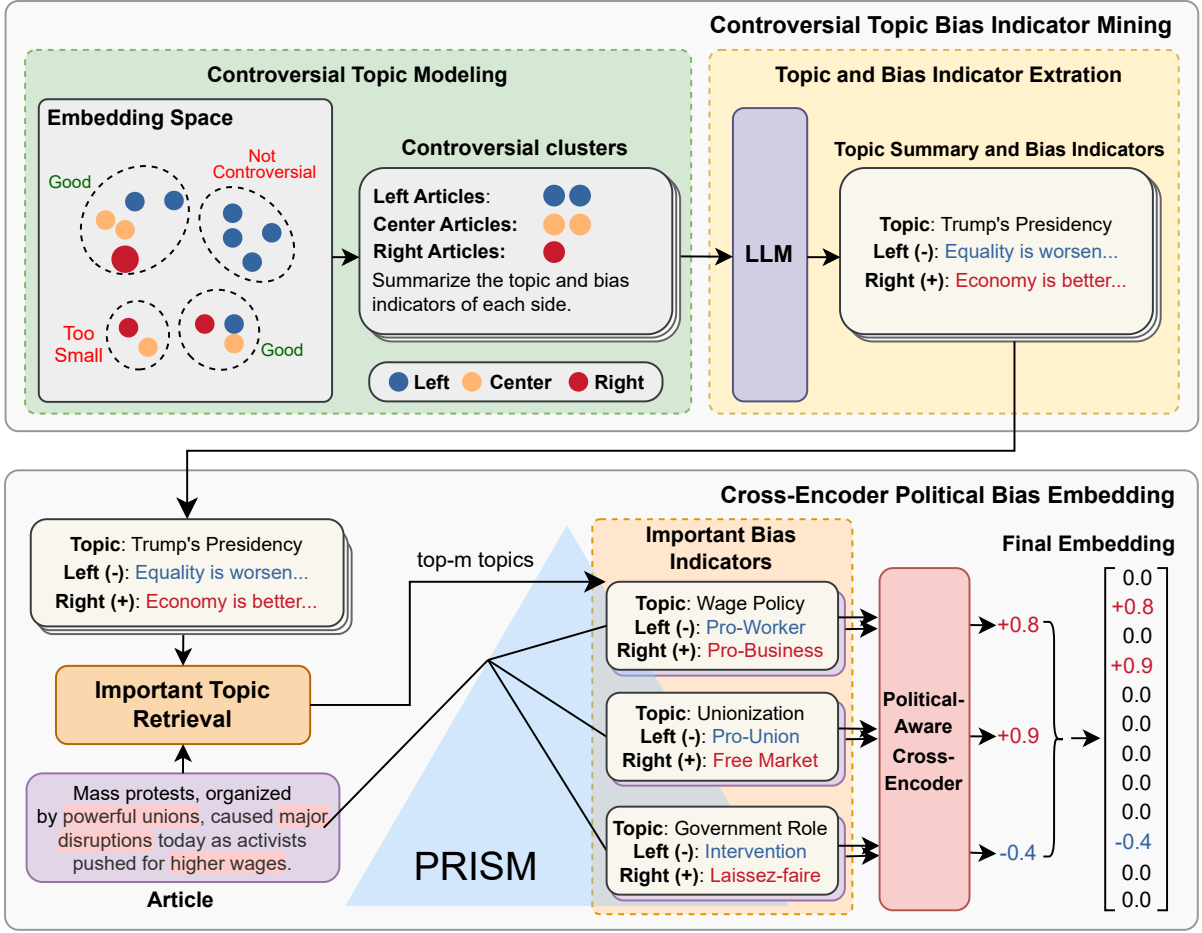 Controversial Topic Bias Indicator Mining
Controversial Topic Modeling
Embedding Space
Good
Not
Controversial
Too
Small
Good
Controversial clusters
Left Articles:
Center Articles:
Right Articles:
Summarize the topic and bias
indicators of each side.
Left Center Right
Topic and Bias Indicator Extration
LLM
Topic Summary and Bias Indicators
Topic: Trump's Presidency
Left (-): Equality is worsen...
Right (+): Economy is better...
Cross-Encoder Political Bias Embedding
Topic: Trump's Presidency
Left (-): Equality is worsen...
Right (+): Economy is better...
Important Topic
Retrieval
Mass protests, organized
by powerful unions, caused major
disruptions today as activists
pushed for higher wages.
Article
top-m topics
PRISM
Important Bias
Indicators
Topic: Wage Policy
Left (-): Pro-Worker
Right (+): Pro-Business
Topic: Unionization
Left (-): Pro-Union
Right (+): Free Market
Topic: Government Role
Left (-): Intervention
Right (+): Laissez-faire
Political-
Aware
Cross-
Encoder
+0.8
+0.9
-0.4
Final Embedding
0.0
+0.8
0.0
+0.9
0.0
0.0
0.0
0.0
0.0
-0.4
0.0
0.0